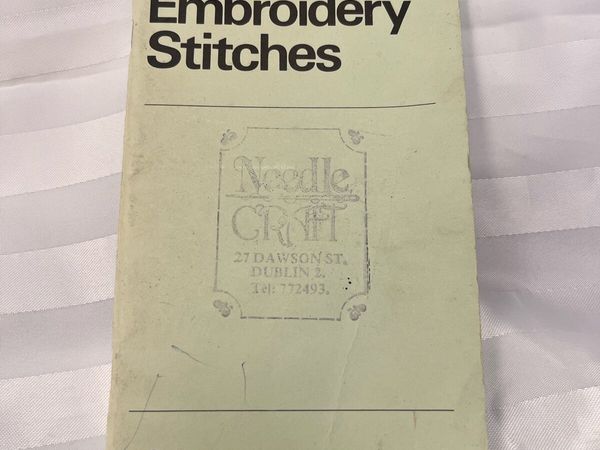 Embroidery
Stitches
Needle
CRAFT
27 DAWSON ST.
DUBLIN 2.
Tel: 772493.